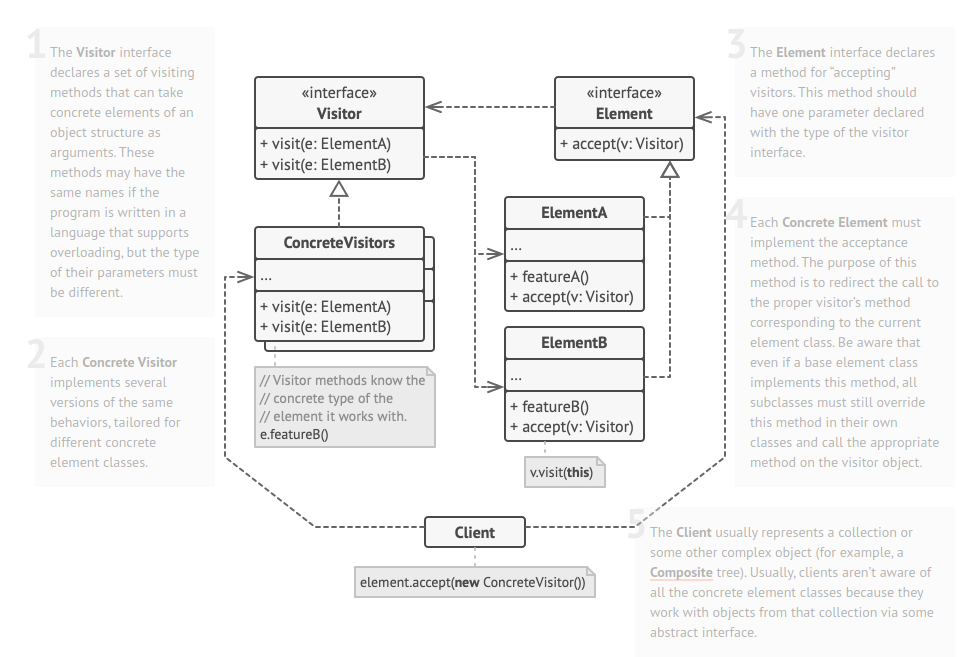 1
The Visitor interface
declares a set of visiting
methods that can take
concrete elements of an
object structure as
arguments. These
methods may have the
same names if the
program is written in a
language that supports
overloading, but the type
of their parameters must
be different.
2
Each Concrete Visitor
implements several
versions of the same
behaviors, tailored for
different concrete
element classes.
«interface»
Visitor
+ visit(e: ElementA)
+ visit(e: ElementB)
ConcreteVisitors
...
+ visit(e: ElementA)
+ visit(e: ElementB)
// Visitor methods know the
// concrete type of the
// element it works with.
e.featureB()
«interface»
Element
+ accept(v: Visitor)
ElementA
...
+ featureA()
+ accept(v: Visitor)
ElementB
...
+ featureB()
+ accept(v: Visitor)
v.visit(this)
Client
element.accept(new ConcreteVisitor())
3
The Element interface declares
a method for “accepting”
visitors. This method should
have one parameter declared
with the type of the visitor
interface.
4
Each Concrete Element must
implement the acceptance
method. The purpose of this
method is to redirect the call to
the proper visitor’s method
corresponding to the current
element class. Be aware that
even if a base element class
implements this method, all
subclasses must still override
this method in their own
classes and call the appropriate
method on the visitor object.
5
The Client usually represents a collection or
some other complex object (for example, a
Composite tree). Usually, clients aren’t aware of
all the concrete element classes because they
work with objects from that collection via some
abstract interface.